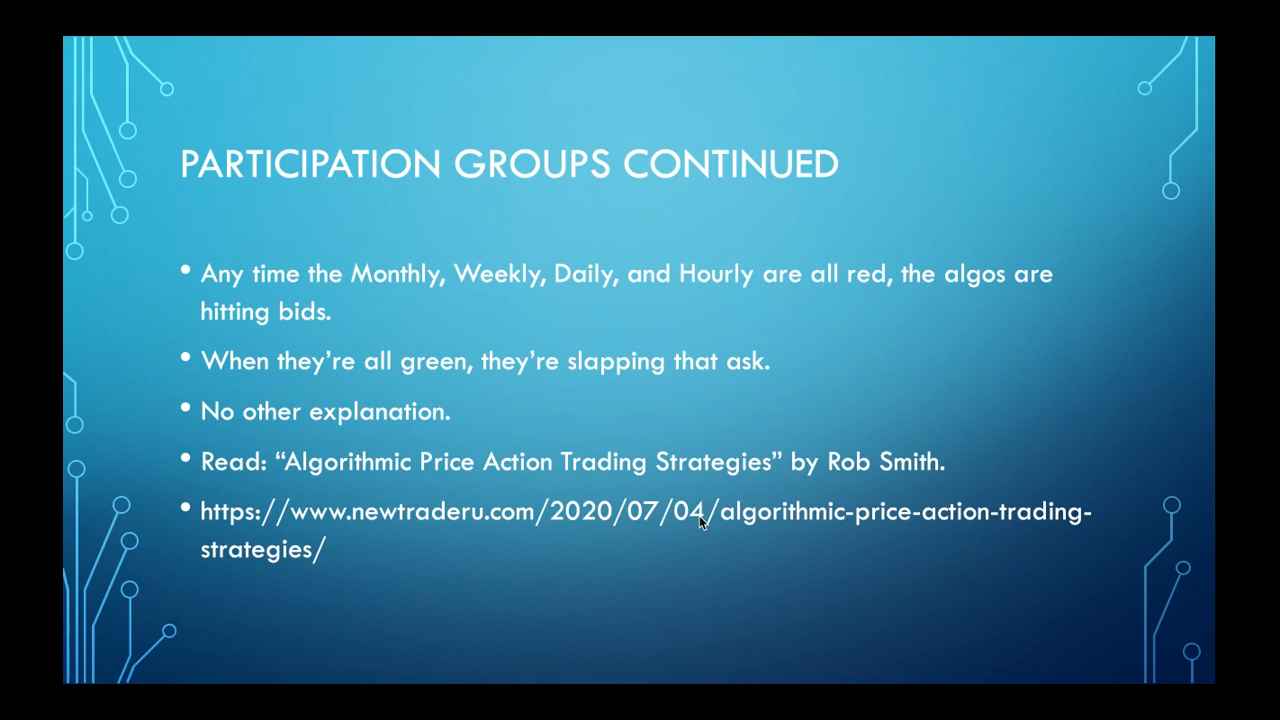 PARTICIPATION GROUPS CONTINUED
• Any time the Monthly, Weekly, Daily, and Hourly are all red, the algos are
hitting bids.
• When they’re all green, they’re slapping that ask.
• No other explanation.
• Read: “Algorithmic Price Action Trading Strategies” by Rob Smith.
• https://www.newtraderu.com/2020/07/04/algorithmic-price-action-trading-
strategies/